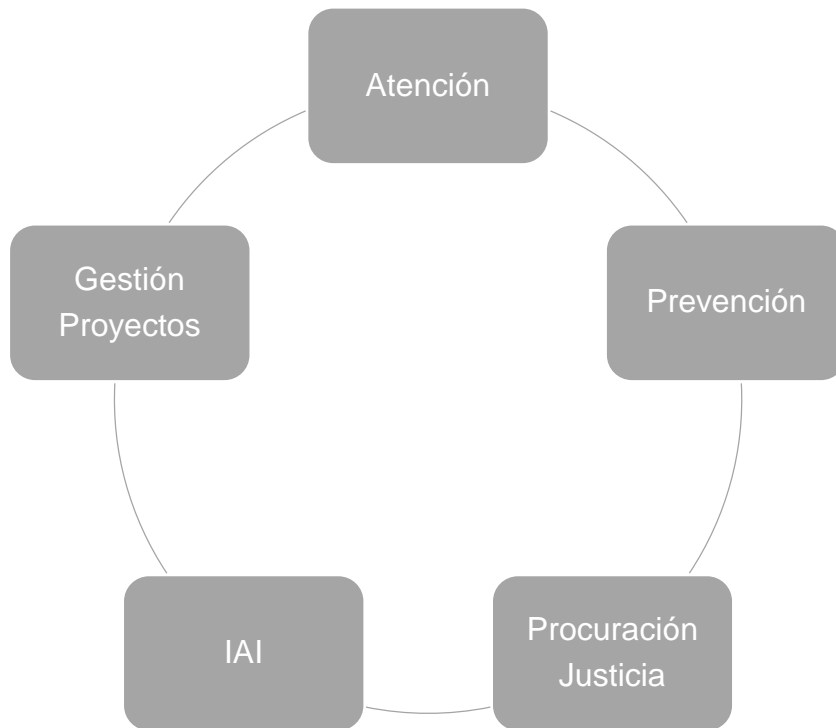 Atención
Prevención
Procuración
Justicia
IAI
Gestión
Proyectos